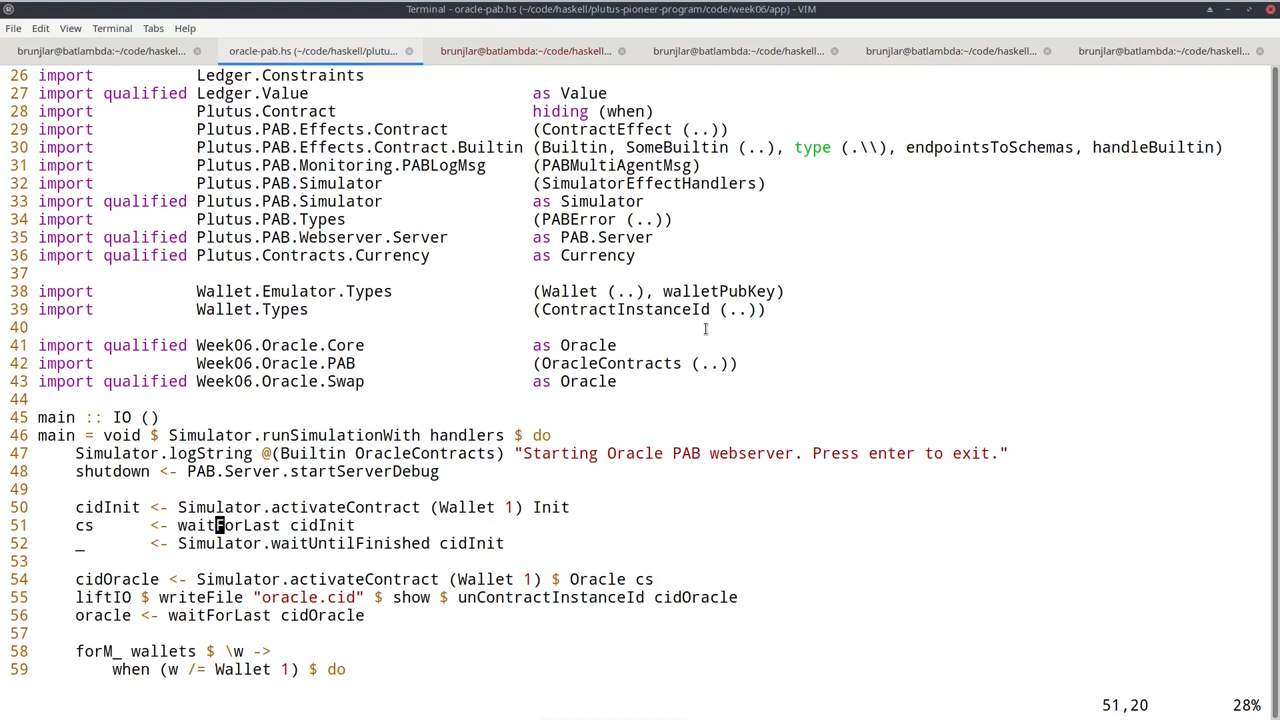 Terminal - oracle-pab.hs (~/code/haskell/plutus-pioneer-program/code/week06/app) - VIM
File Edit View Terminal Tabs Help
brunjlar@batlambda:~/code/haskel... oracle-pab.hs (~/code/haskell/plutu... brunjlar@batlambda:~/code/haskell... brunjlar@batlambda:~/code/haskell... brunjlar@batlambda:~/code/haskell... brunjlar@batlambda:~/code/haskell...
26 import Ledger.Constraints
27 import qualified Ledger.Value as Value
28 import Plutus.Contract hiding (when)
29 import Plutus.PAB.Effects.Contract (ContractEffect (..))
30 import Plutus.PAB.Effects.Contract.Builtin (Builtin, SomeBuiltin (..), type (.\\), endpointsToSchemas, handleBuiltin)
31 import Plutus.PAB.Monitoring.PABLogMsg (PABMultiAgentMsg)
32 import Plutus.PAB.Simulator (SimulatorEffectHandlers)
33 import qualified Plutus.PAB.Simulator as Simulator
34 import Plutus.PAB.Types (PABError (..))
35 import qualified Plutus.PAB.Webserver.Server as PAB.Server
36 import qualified Plutus.Contracts.Currency as Currency
37
38 import Wallet.Emulator.Types (Wallet (..), walletPubKey)
39 import Wallet.Types (ContractInstanceId (..))
40
41 import qualified Week06.Oracle.Core as Oracle
42 import Week06.Oracle.PAB (OracleContracts (..))
43 import qualified Week06.Oracle.Swap as Oracle
44
45 main :: IO ()
46 main = void $ Simulator.runSimulationWith handlers $ do
47 Simulator.logString @(Builtin OracleContracts) "Starting Oracle PAB webserver. Press enter to exit."
48 shutdown <- PAB.Server.startServerDebug
49
50 cidInit <- Simulator.activateContract (Wallet 1) Init
51 cs <- waitForLast cidInit
52 _ <- Simulator.waitUntilFinished cidInit
53
54 cidOracle <- Simulator.activateContract (Wallet 1) $ Oracle cs
55 liftIO $ writeFile "oracle.cid" $ show $ unContractInstanceId cidOracle
56 oracle <- waitForLast cidOracle
57
58 forM_ wallets $ \w ->
59 when (w /= Wallet 1) $ do
51,20 28%